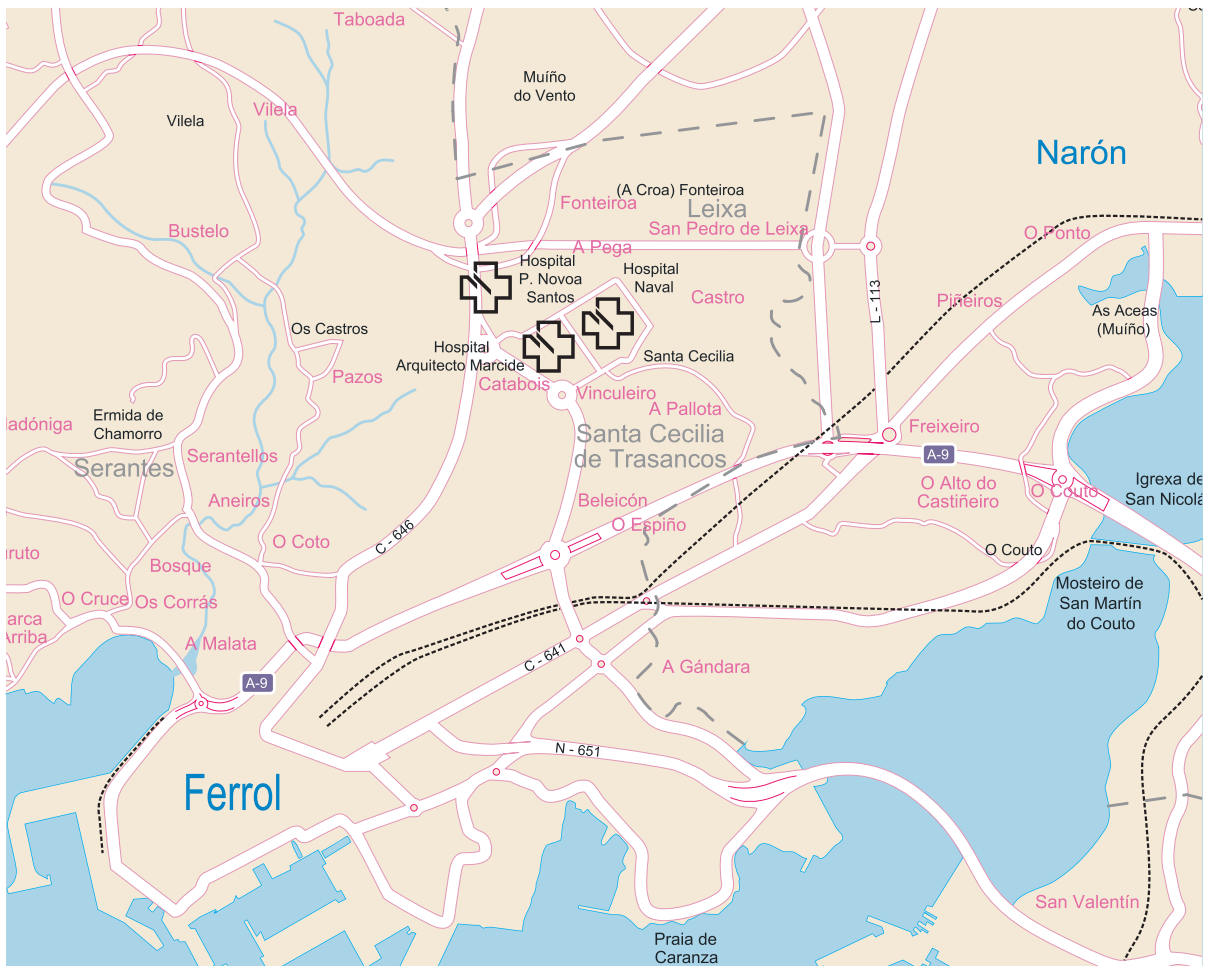 Taboada
Muíño
do Vento
Vilela
Vilela
Narón
(A Croa) Fonteiroa
Fonteiroa
Leixa
San Pedro de Leixa
Bustelo
O Ponto
A Pega
Hospital
P. Novoa
Santos
Hospital
Naval
Castro
L - 113
Piñeiros
As Aceas
(Muíño)
Os Castros
Hospital
Arquitecto Marcide
Santa Cecilia
Pazos
Catabois
Vinculeiro
A Pallota
Ermida de
Chamorro
Freixeiro
Santa Cecilia
de Trasancos
Serantellos
Serantes
A-9
O Alto do
Castiñeiro
O Couto
Igrexa de
Aneiros
Beleicón
O Espiño
C - 646
O Coto
O Couto
Bosque
Mosteiro de
San Martín
do Couto
O Cruce
Os Corrás
A Malata
C - 641
A Gándara
A-9
N - 651
Ferrol
San Valentín
Praia de
Caranza